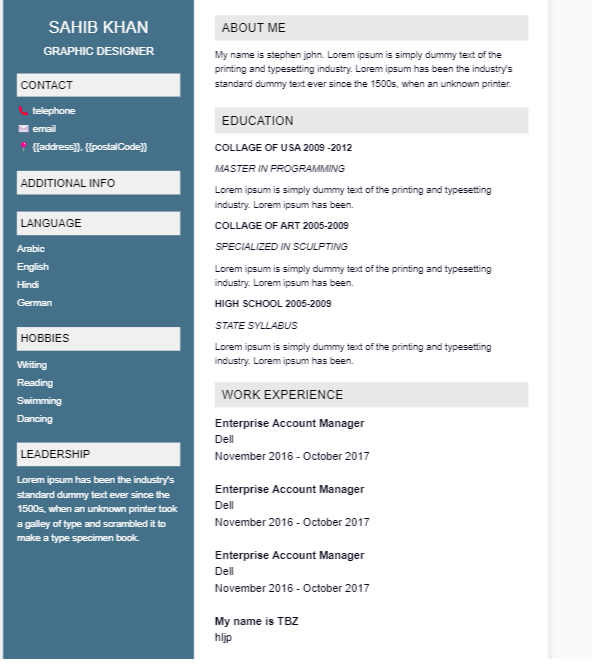 SAHIB KHAN
GRAPHIC DESIGNER
CONTACT
telephone
email
{{address}}, {{postalCode}}
ADDITIONAL INFO
LANGUAGE
Arabic
English
Hindi
German
HOBBIES
Writing
Reading
Swimming
Dancing
LEADERSHIP
Lorem ipsum has been the industry's
standard dummy text ever since the
1500s, when an unknown printer took
a galley of type and scrambled it to
make a type specimen book.
ABOUT ME
My name is stephen jphn. Lorem ipsum is simply dummy text of the
printing and typesetting industry. Lorem ipsum has been the industry's
standard dummy text ever since the 1500s, when an unknown printer.
EDUCATION
COLLAGE OF USA 2009 -2012
MASTER IN PROGRAMMING
Lorem ipsum is simply dummy text of the printing and typesetting
industry. Lorem ipsum has been.
COLLAGE OF ART 2005-2009
SPECIALIZED IN SCULPTING
Lorem ipsum is simply dummy text of the printing and typesetting
industry. Lorem ipsum has been.
HIGH SCHOOL 2005-2009
STATE SYLLABUS
Lorem ipsum is simply dummy text of the printing and typesetting
industry. Lorem ipsum has been.
WORK EXPERIENCE
Enterprise Account Manager
Dell
November 2016 - October 2017
Enterprise Account Manager
Dell
November 2016 - October 2017
Enterprise Account Manager
Dell
November 2016 - October 2017
My name is TBZ
hljp